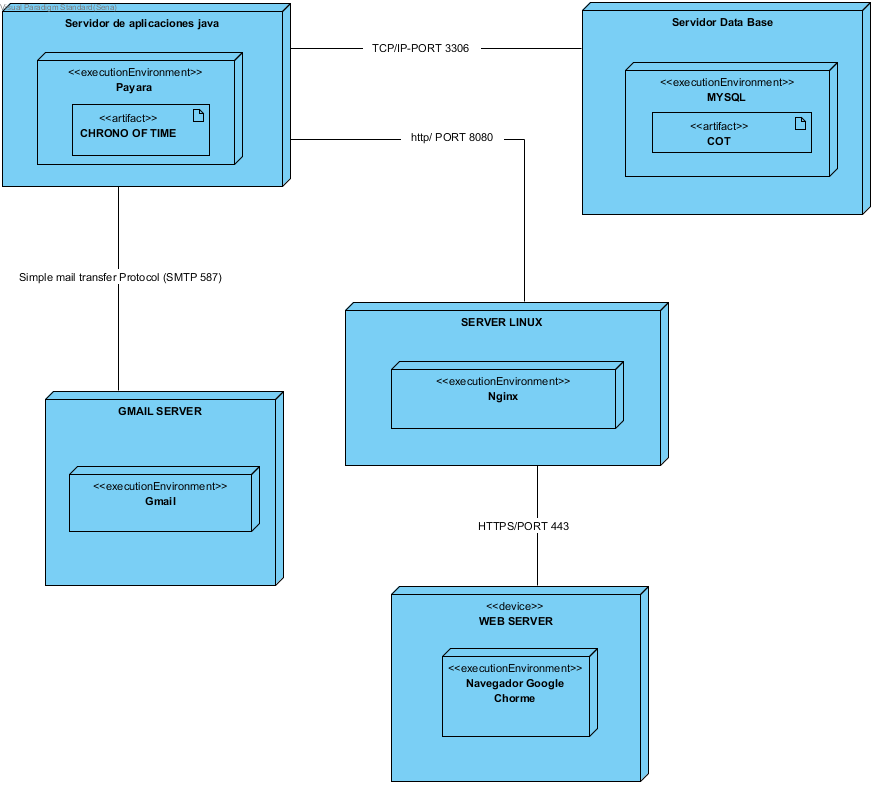 Visual Paradigm Standard(Sena)
Servidor de aplicaciones java
<<executionEnvironment>>
Payara
<<artifact>>
CHRONO OF TIME
TCP/IP-PORT 3306
Servidor Data Base
<<executionEnvironment>>
MYSQL
<<artifact>>
COT
http/ PORT 8080
Simple mail transfer Protocol (SMTP 587)
SERVER LINUX
<<executionEnvironment>>
Nginx
GMAIL SERVER
<<executionEnvironment>>
Gmail
HTTPS/PORT 443
<<device>>
WEB SERVER
<<executionEnvironment>>
Navegador Google
Chorme